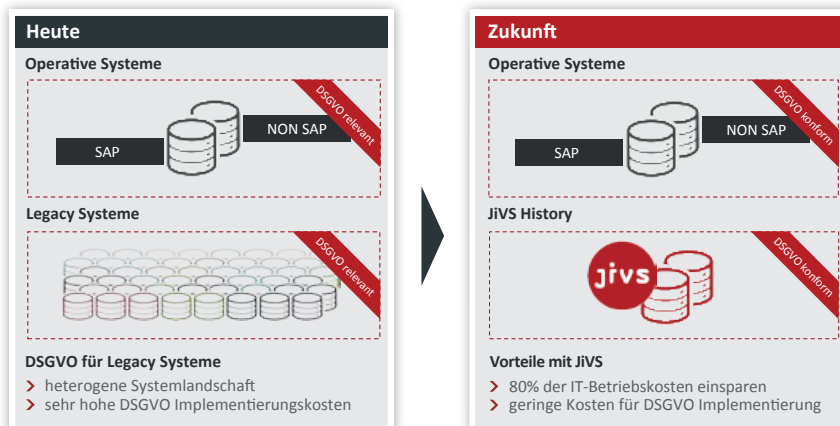 Heute
Operative Systeme
DSGVO relevant
SAP
NON SAP
Legacy Systeme
DSGVO relevant
DSGVO für Legacy Systeme
heterogene Systemlandschaft
sehr hohe DSGVO Implementierungskosten
Zukunft
Operative Systeme
DSGVO konform
SAP
NON SAP
JiVS History
DSGVO konform
jivs
Vorteile mit JiVS
80% der IT-Betriebskosten einsparen
geringe Kosten für DSGVO Implementierung